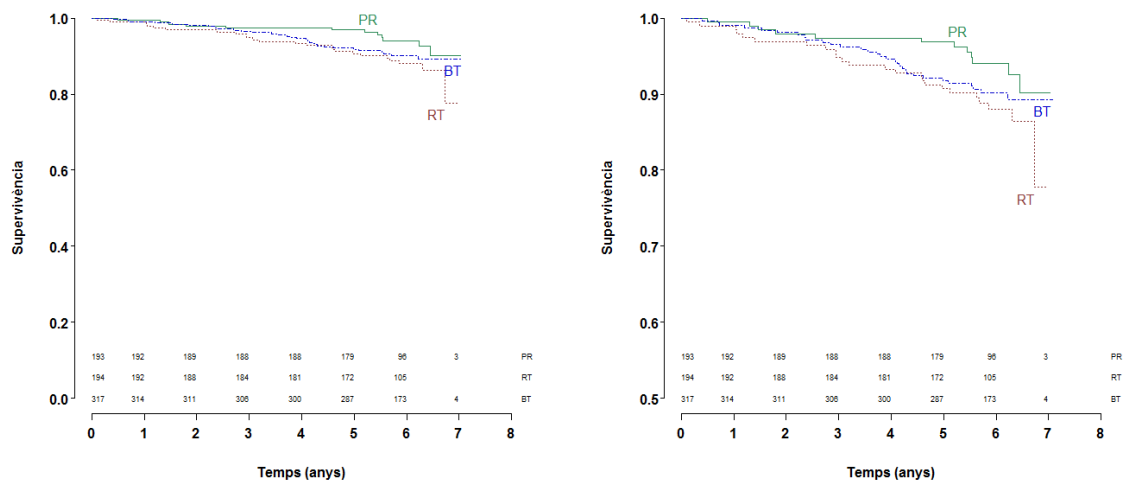 1.0
0.8
0.6
0.4
0.2
0.0
Supervivència
PR
BT
RT
193 192 189 188 188 179 96 3 PR
194 192 188 184 181 172 105 RT
317 314 311 306 300 287 173 4 BT
0 1 2 3 4 5 6 7 8
Temps (anys)
1.0
0.9
0.8
0.7
0.6
0.5
Supervivència
PR
BT
RT
193 192 189 188 188 179 96 3 PR
194 192 188 184 181 172 105 RT
317 314 311 306 300 287 173 4 BT
0 1 2 3 4 5 6 7 8
Temps (anys)